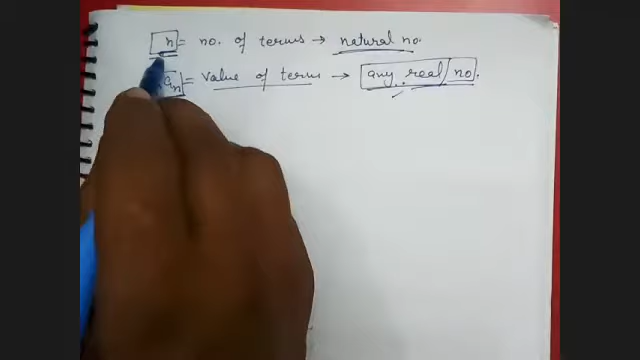 n = no. of terms → natural no.
an = value of terms → any real no.